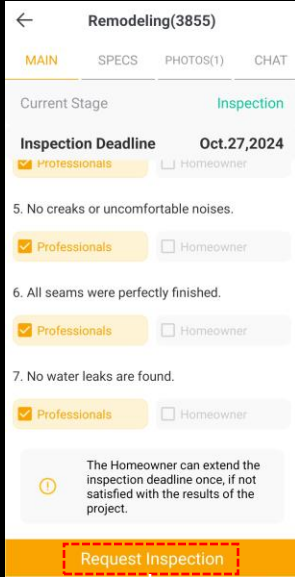 Remodeling(3855)
MAIN SPECS PHOTOS(1) CHAT
Current Stage Inspection
Inspection Deadline Oct.27,2024
Professionals Homeowner
5. No creaks or uncomfortable noises.
Professionals Homeowner
6. All seams were perfectly finished.
Professionals Homeowner
7. No water leaks are found.
Professionals Homeowner
The Homeowner can extend the
inspection deadline once, if not
satisfied with the results of the
project.
Request Inspection